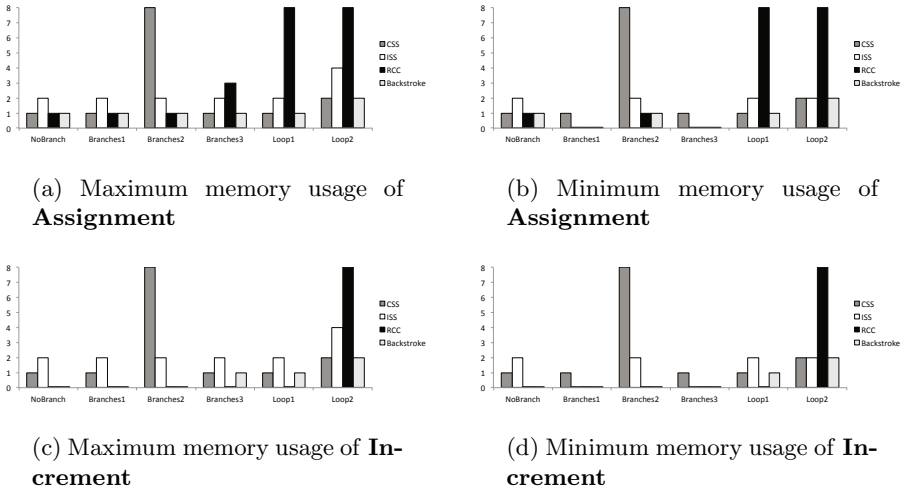 8
7
6
5
4
3
2
1
0
NoBranch Branches1 Branches2 Branches3 Loop1 Loop2
CSS
ISS
RCC
Backstroke
(a) Maximum memory usage of
Assignment
8
7
6
5
4
3
2
1
0
NoBranch Branches1 Branches2 Branches3 Loop1 Loop2
CSS
ISS
RCC
Backstroke
(b) Minimum memory usage of
Assignment
8
7
6
5
4
3
2
1
0
NoBranch Branches1 Branches2 Branches3 Loop1 Loop2
CSS
ISS
RCC
Backstroke
(c) Maximum memory usage of In-
crement
8
7
6
5
4
3
2
1
0
NoBranch Branches1 Branches2 Branches3 Loop1 Loop2
CSS
ISS
RCC
Backstroke
(d) Minimum memory usage of In-
crement